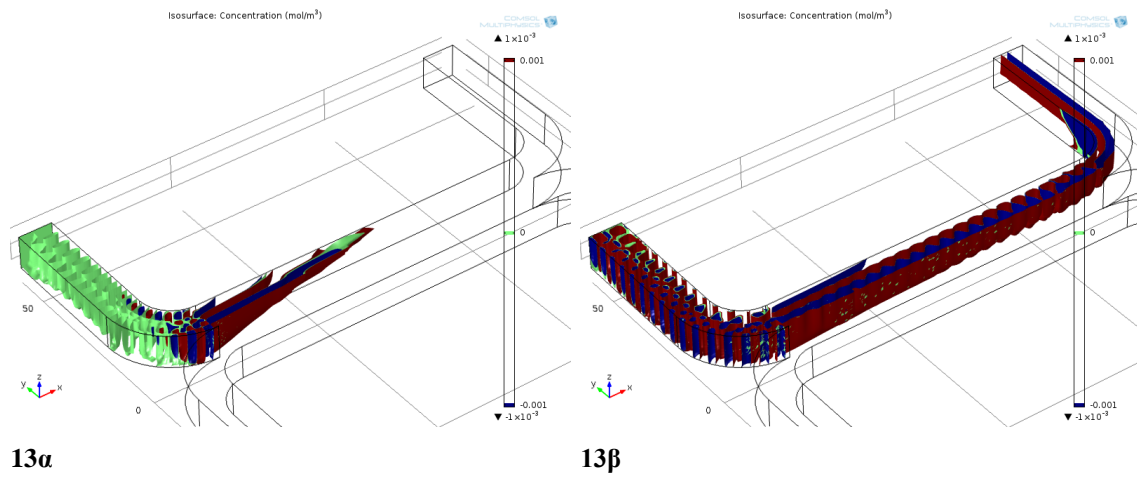 Isosurface: Concentration (mol/m³)
COMSOL
MULTIPHYSICS
▲ 1×10⁻³
0.001
0
-0.001
▼ -1×10⁻³
50
0
y z x
13α
Isosurface: Concentration (mol/m³)
COMSOL
MULTIPHYSICS
▲ 1×10⁻³
0.001
0
-0.001
▼ -1×10⁻³
50
0
y z x
13β